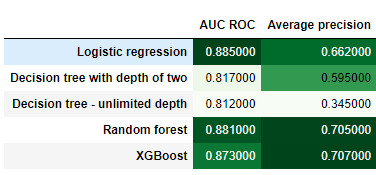 AUC ROC Average precision
Logistic regression 0.885000 0.662000
Decision tree with depth of two 0.817000 0.595000
Decision tree - unlimited depth 0.812000 0.345000
Random forest 0.881000 0.705000
XGBoost 0.873000 0.707000